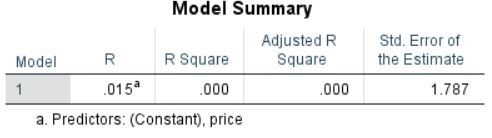 Model Summary
Model R R Square Adjusted R Square Std. Error of the Estimate
1 .015a .000 .000 1.787
a. Predictors: (Constant), price